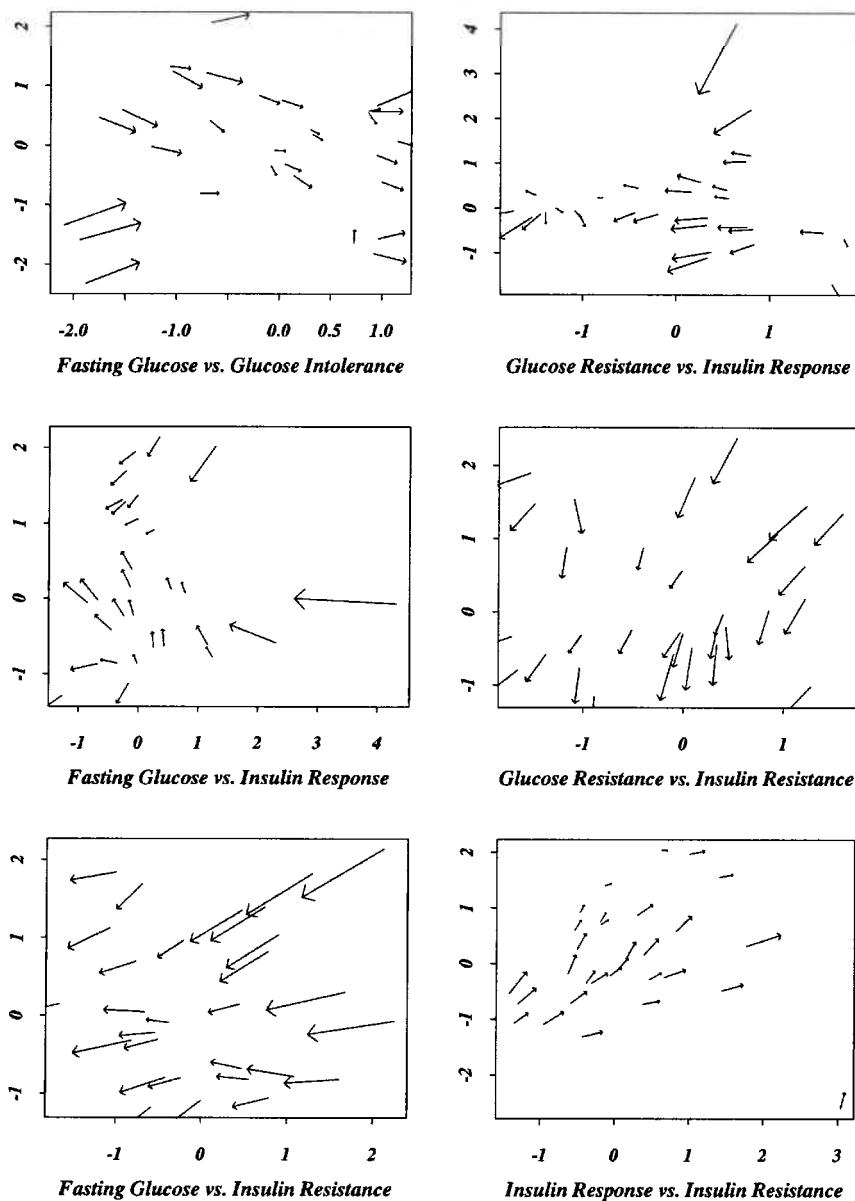 2
1
0
-1
-2
-2.0 -1.0 0.0 0.5 1.0
Fasting Glucose vs. Glucose Intolerance
4
3
2
1
0
-1
-1 0 1
Glucose Resistance vs. Insulin Response
2
1
0
-1
-1 0 1 2 3 4
Fasting Glucose vs. Insulin Response
2
1
0
-1
-1 0 1
Glucose Resistance vs. Insulin Resistance
2
1
0
-1
-1 0 1 2
Fasting Glucose vs. Insulin Resistance
2
1
0
-1
-2
-1 0 1 2 3
Insulin Response vs. Insulin Resistance